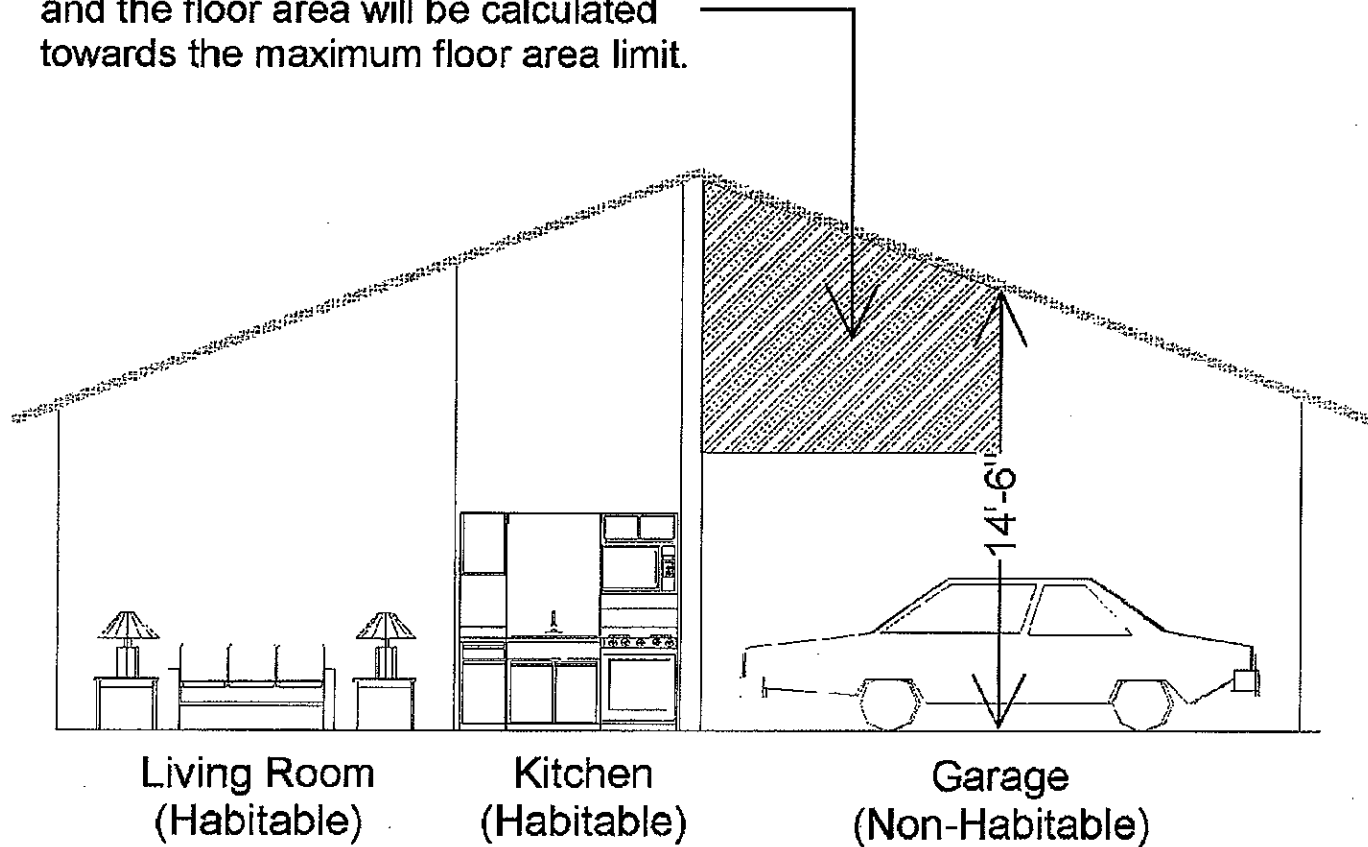 and the floor area will be calculated
towards the maximum floor area limit.
14'-6"
Living Room
(Habitable)
Kitchen
(Habitable)
Garage
(Non-Habitable)